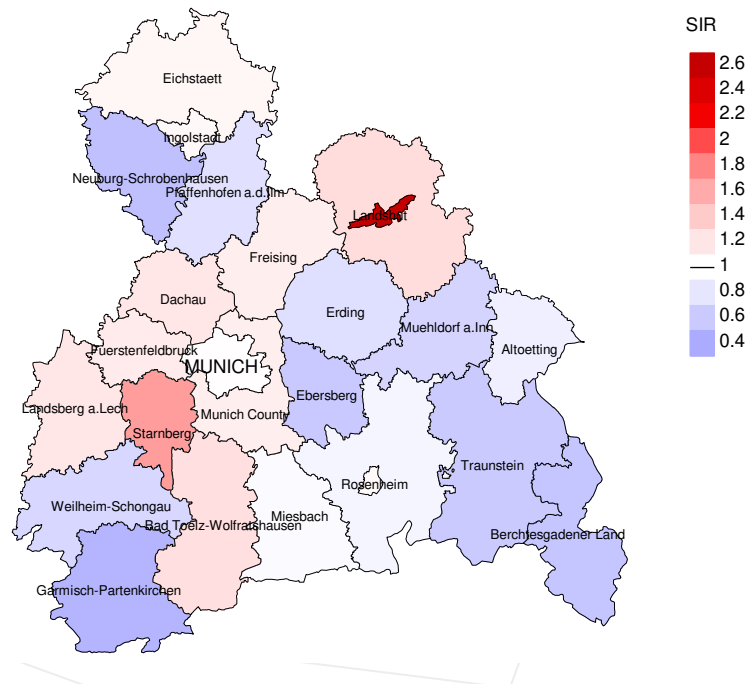 SIR
2.6
2.4
2.2
2
1.8
1.6
1.4
1.2
1
0.8
0.6
0.4
Eichstaett
Ingolstadt
Neuburg-Schrobenhausen
Pfaffenhofen a.d.Ilm
Landshut
Freising
Dachau
Erding
Muehldorf a.Inn
Altoetting
Fuerstenfeldbruck
MUNICH
Ebersberg
Landsberg a.Lech
Munich County
Starnberg
Traunstein
Rosenheim
Weilheim-Schongau
Miesbach
Bad Toelz-Wolfratshausen
Berchtesgadener Land
Garmisch-Partenkirchen